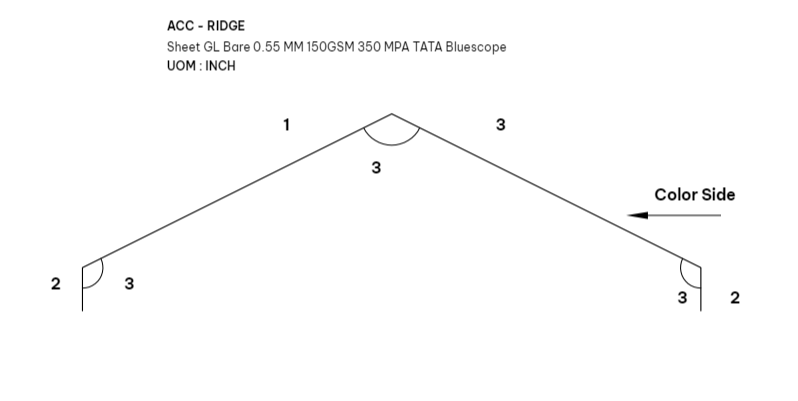 ACC - RIDGE
Sheet GL Bare 0.55 MM 150GSM 350 MPA TATA Bluescope
UOM : INCH
1
3
3
Color Side
2
3
3
2